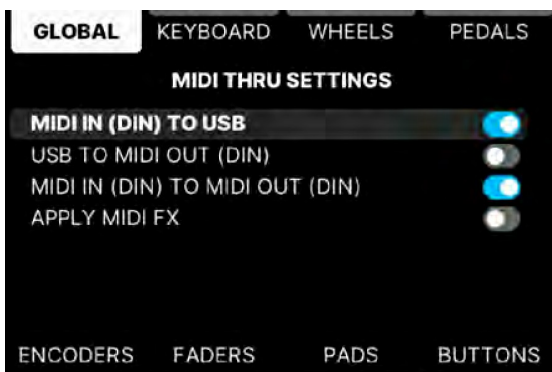 GLOBAL KEYBOARD WHEELS PEDALS
MIDI THRU SETTINGS
MIDI IN (DIN) TO USB
USB TO MIDI OUT (DIN)
MIDI IN (DIN) TO MIDI OUT (DIN)
APPLY MIDI FX
ENCODERS FADERS PADS BUTTONS